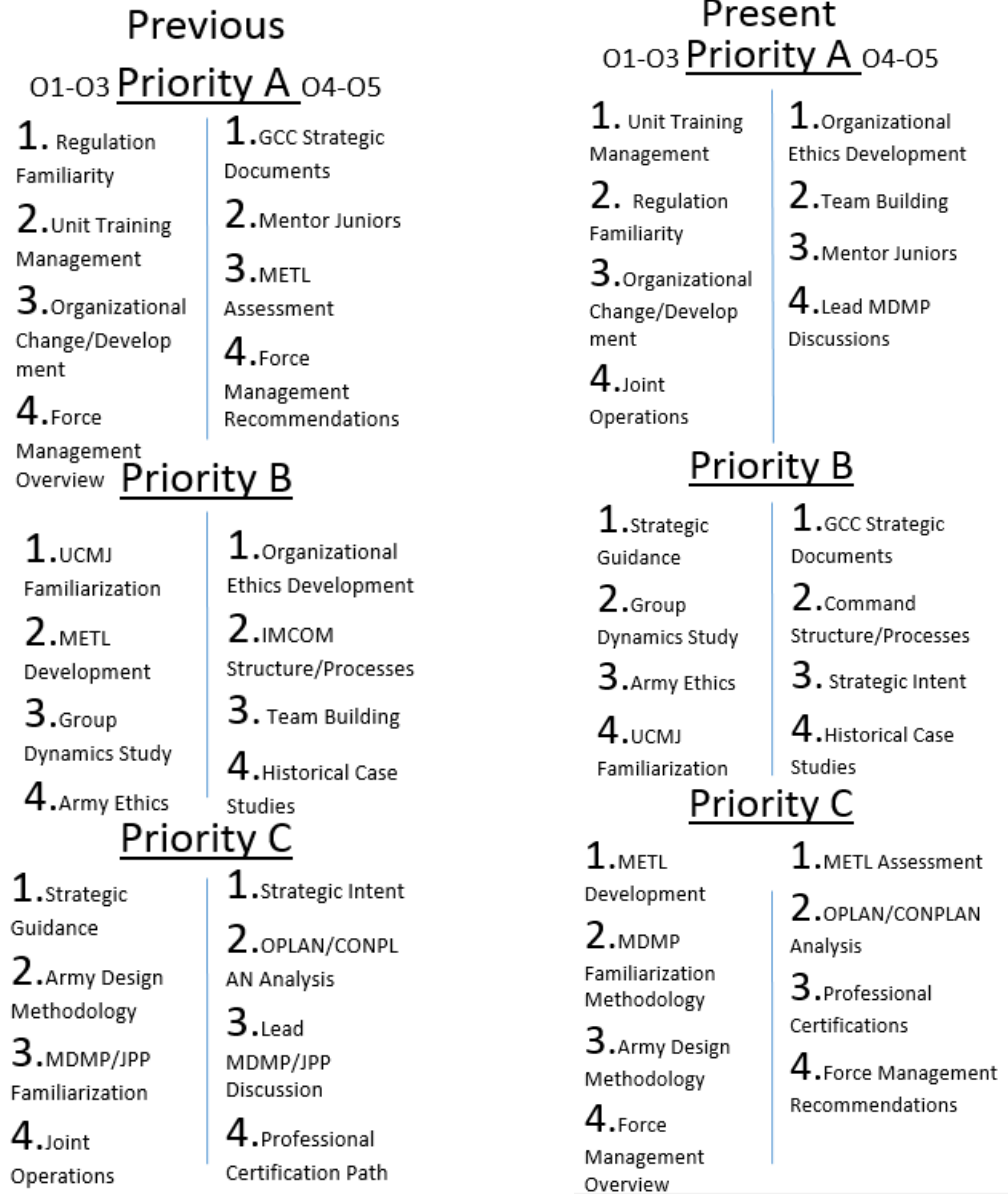 Previous
O1-O3 Priority A O4-O5
1. Regulation
Familiarity
2.Unit Training
Management
3.Organizational
Change/Develop
ment
4.Force
Management
Overview
1.GCC Strategic
Documents
2.Mentor Juniors
3.METL
Assessment
4.Force
Management
Recommendations
Priority B
1.UCMJ
Familiarization
2.METL
Development
3.Group
Dynamics Study
4.Army Ethics
1.Organizational
Ethics Development
2.IMCOM
Structure/Processes
3. Team Building
4.Historical Case
Studies
Priority C
1.Strategic
Guidance
2.Army Design
Methodology
3.MDMP/JPP
Familiarization
4.Joint
Operations
1.Strategic Intent
2.OPLAN/CONPL
AN Analysis
3.Lead
MDMP/JPP
Discussion
4.Professional
Certification Path
Present
O1-O3 Priority A O4-O5
1. Unit Training
Management
2. Regulation
Familiarity
3.Organizational
Change/Develop
ment
4.Joint
Operations
1.Organizational
Ethics Development
2.Team Building
3.Mentor Juniors
4.Lead MDMP
Discussions
Priority B
1.Strategic
Guidance
2.Group
Dynamics Study
3.Army Ethics
4.UCMJ
Familiarization
1.GCC Strategic
Documents
2.Command
Structure/Processes
3. Strategic Intent
4.Historical Case
Studies
Priority C
1.METL
Development
2.MDMP
Familiarization
Methodology
3.Army Design
Methodology
4.Force
Management
Overview
1.METL Assessment
2.OPLAN/CONPLAN
Analysis
3.Professional
Certifications
4.Force Management
Recommendations